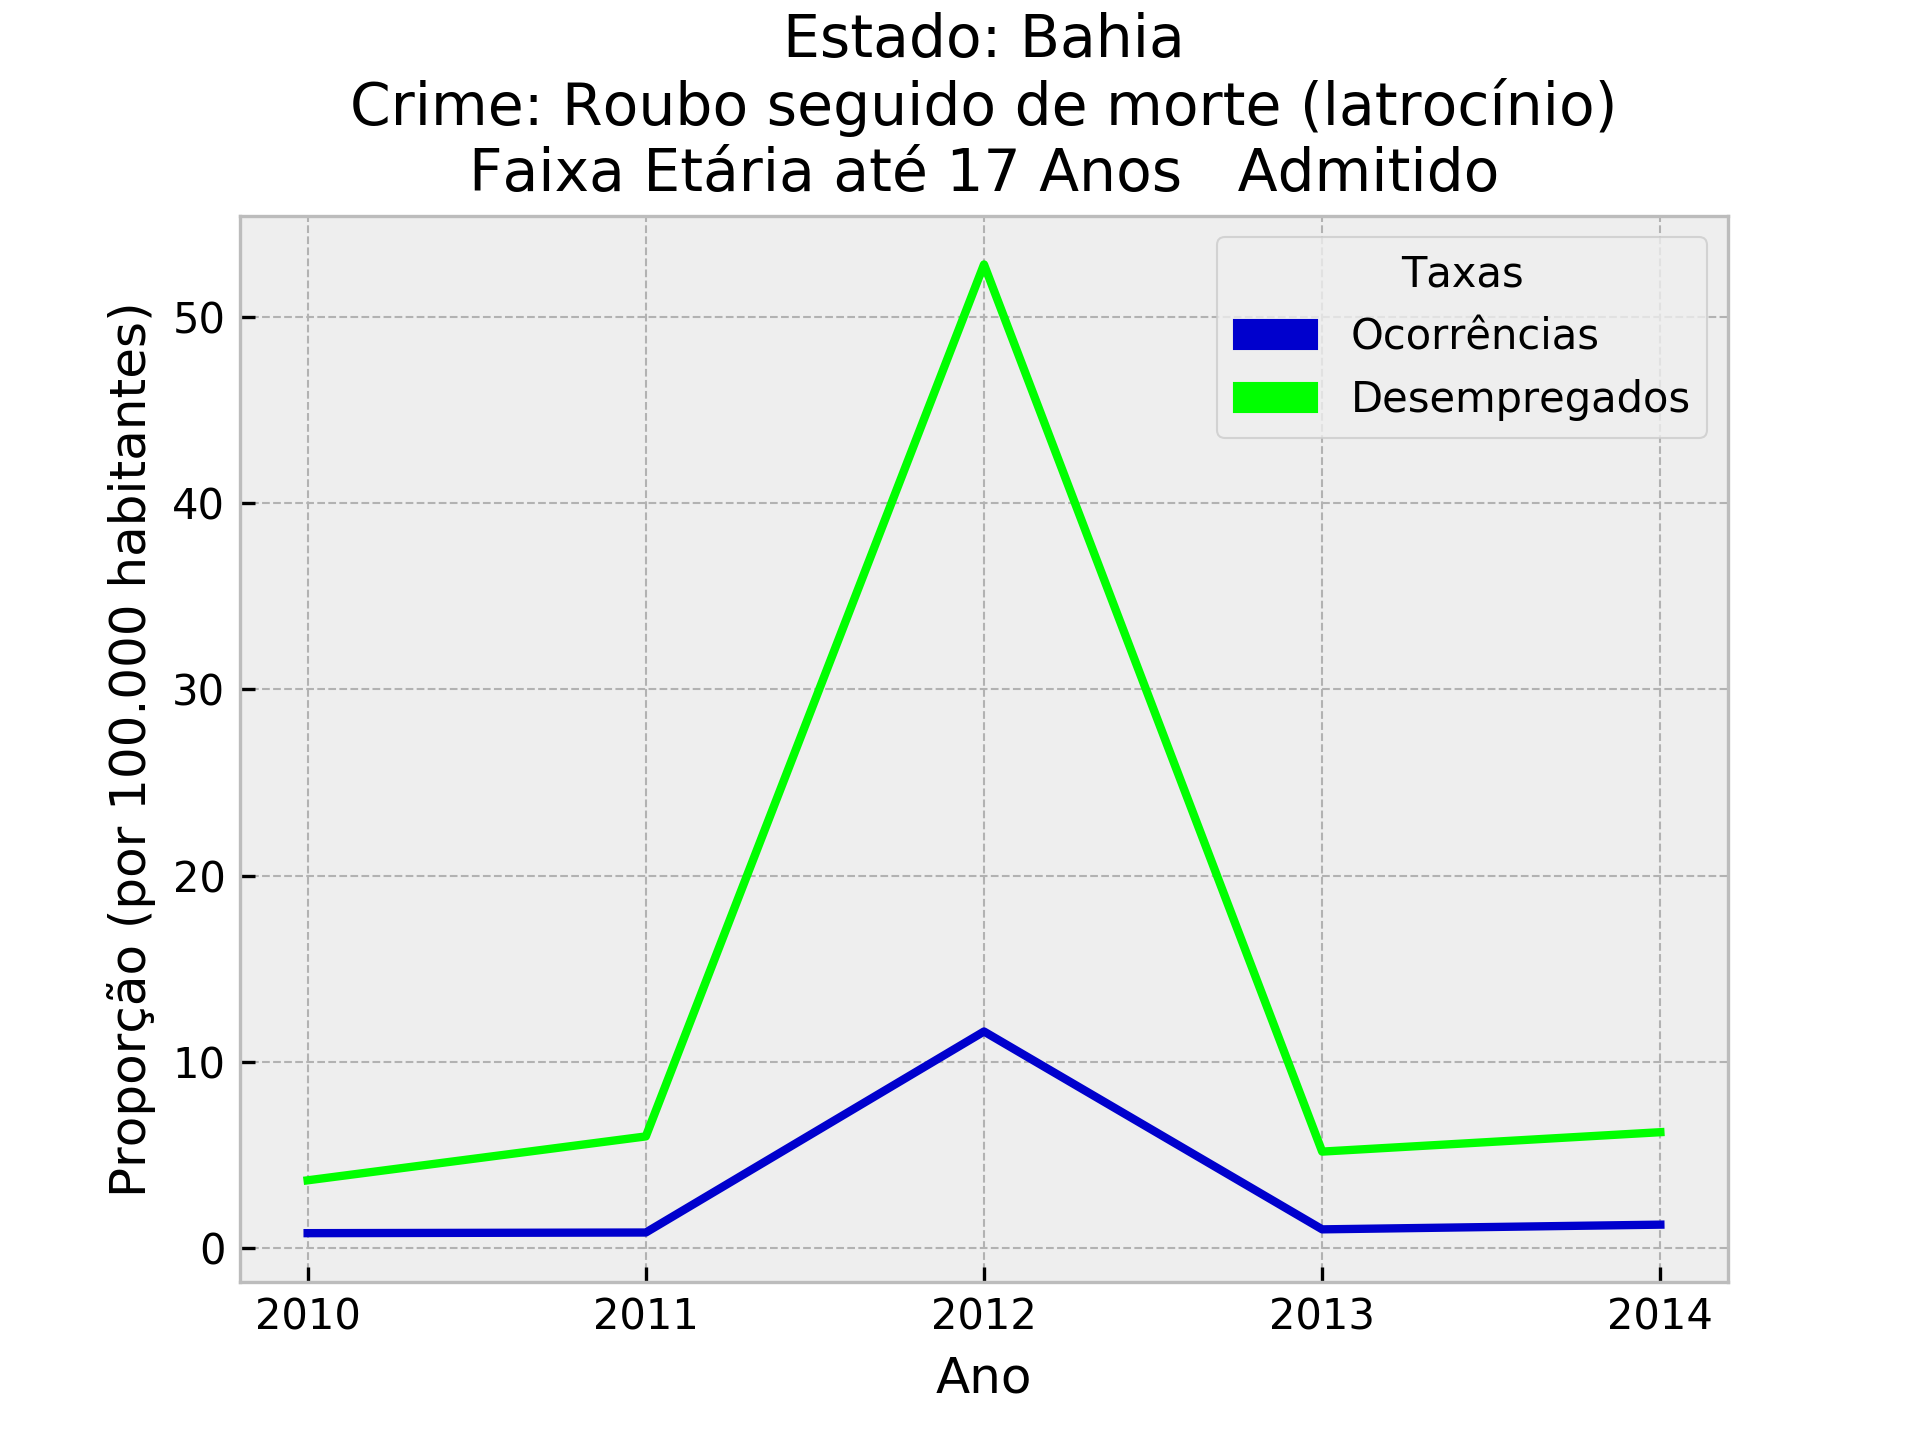 Estado: Bahia
Crime: Roubo seguido de morte (latrocínio)
Faixa Etária até 17 Anos   Admitido
Taxas
Ocorrências
Desempregados
Proporção (por 100.000 habitantes)
50
40
30
20
10
0
2010 2011 2012 2013 2014
Ano